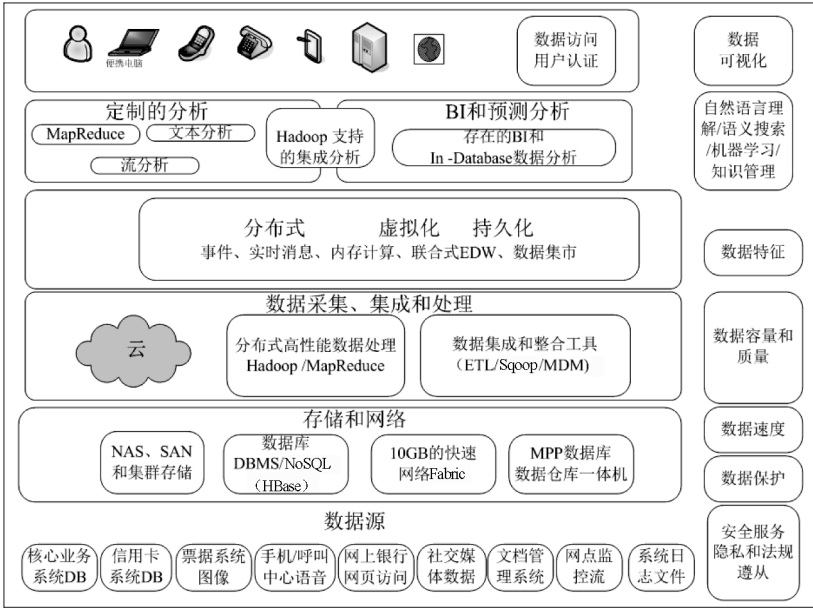 便携电脑
数据访问
用户认证
数据
可视化
定制的分析
MapReduce
文本分析
流分析
Hadoop 支持
的集成分析
BI和预测分析
存在的BI和
In -Database数据分析
自然语言理
解/语义搜索
/机器学习/
知识管理
分布式 虚拟化 持久化
事件、实时消息、内存计算、联合式EDW、数据集市
数据特征
数据采集、集成和处理
云
分布式高性能数据处理
Hadoop /MapReduce
数据集成和整合工具
（ETL/Sqoop/MDM)
数据容量和
质量
存储和网络
NAS、SAN
和集群存储
数据库
DBMS/NoSQL
（HBase）
10GB的快速
网络Fabric
MPP数据库
数据仓库一体机
数据速度
数据保护
数据源
核心业务
系统DB
信用卡
系统DB
票据系统
图像
手机/呼叫
中心语音
网上银行
网页访问
社交媒
体数据
文档管
理系统
网点监
控流
系统日
志文件
安全服务
隐私和法规
遵从